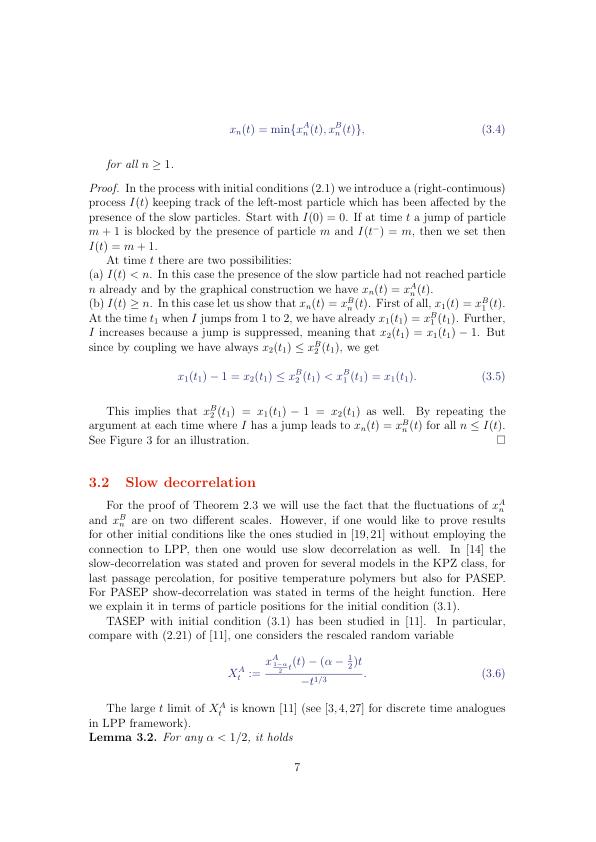 x_n(t) = min{x_n^A(t), x_n^B(t)}, (3.4)
for all n ≥ 1.
Proof. In the process with initial conditions (2.1) we introduce a (right-continuous)
process I(t) keeping track of the left-most particle which has been affected by the
presence of the slow particles. Start with I(0) = 0. If at time t a jump of particle
m + 1 is blocked by the presence of particle m and I(t⁻) = m, then we set then
I(t) = m + 1.
At time t there are two possibilities:
(a) I(t) < n. In this case the presence of the slow particle had not reached particle
n already and by the graphical construction we have x_n(t) = x_n^A(t).
(b) I(t) ≥ n. In this case let us show that x_n(t) = x_n^B(t). First of all, x_1(t) = x_1^B(t).
At the time t_1 when I jumps from 1 to 2, we have already x_1(t_1) = x_1^B(t_1). Further,
I increases because a jump is suppressed, meaning that x_2(t_1) = x_1(t_1) − 1. But
since by coupling we have always x_2(t_1) ≤ x_2^B(t_1), we get
x_1(t_1) − 1 = x_2(t_1) ≤ x_2^B(t_1) < x_1^B(t_1) = x_1(t_1). (3.5)
This implies that x_2^B(t_1) = x_1(t_1) − 1 = x_2(t_1) as well. By repeating the
argument at each time where I has a jump leads to x_n(t) = x_n^B(t) for all n ≤ I(t).
See Figure 3 for an illustration. □
3.2 Slow decorrelation
For the proof of Theorem 2.3 we will use the fact that the fluctuations of x_n^A
and x_n^B are on two different scales. However, if one would like to prove results
for other initial conditions like the ones studied in [19,21] without employing the
connection to LPP, then one would use slow decorrelation as well. In [14] the
slow-decorrelation was stated and proven for several models in the KPZ class, for
last passage percolation, for positive temperature polymers but also for PASEP.
For PASEP show-decorrelation was stated in terms of the height function. Here
we explain it in terms of particle positions for the initial condition (3.1).
TASEP with initial condition (3.1) has been studied in [11]. In particular,
compare with (2.21) of [11], one considers the rescaled random variable
X_t^A := \frac{x^A_{\frac{1-α}{2}t}(t) − (α − \frac{1}{2})t}{−t^{1/3}}. (3.6)
The large t limit of X_t^A is known [11] (see [3,4,27] for discrete time analogues
in LPP framework).
Lemma 3.2. For any α < 1/2, it holds
7